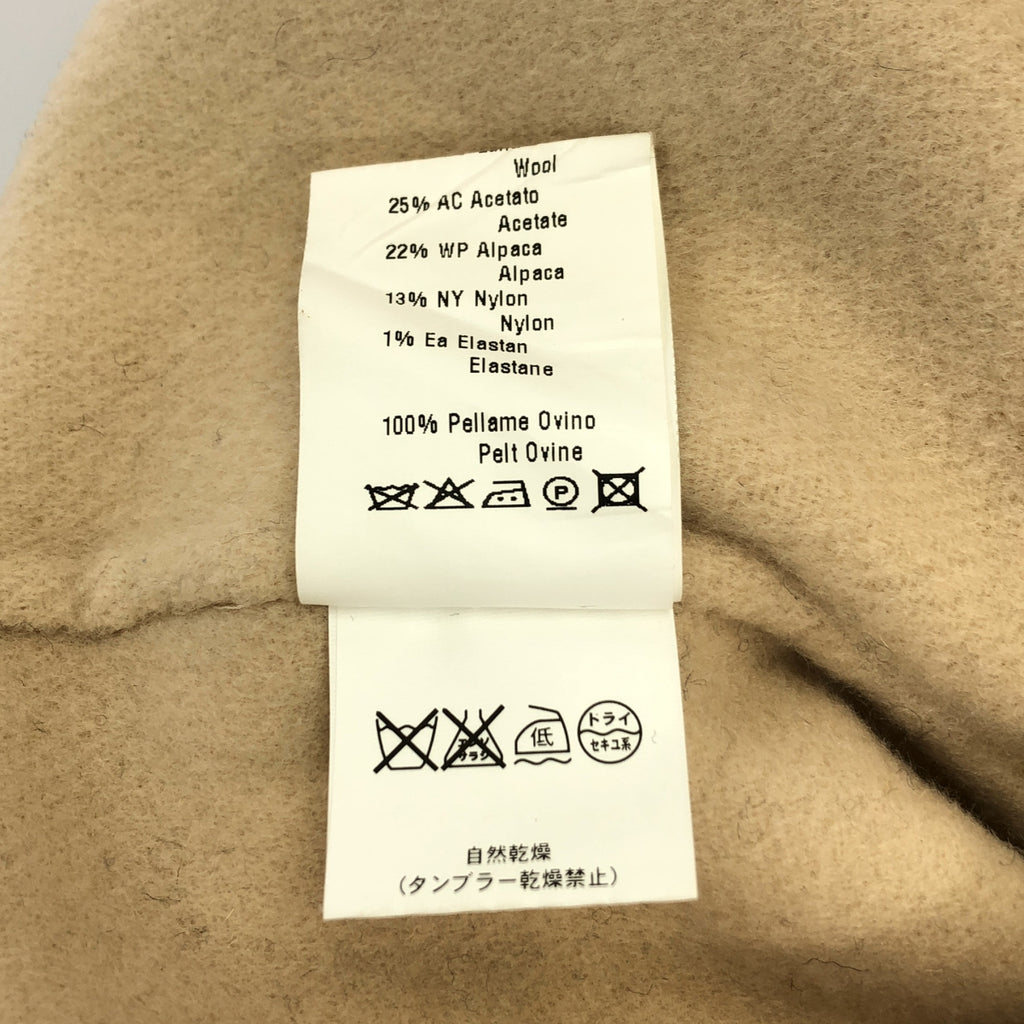 Wool
25% AC Acetato
Acetate
22% WP Alpaca
Alpaca
13% NY Nylon
Nylon
1% Ea Elastan
Elastane
100% Pellame Ovino
Pelt Ovine
P
低
ドライ
セキユ系
自然乾燥
(タンブラー乾燥禁止)